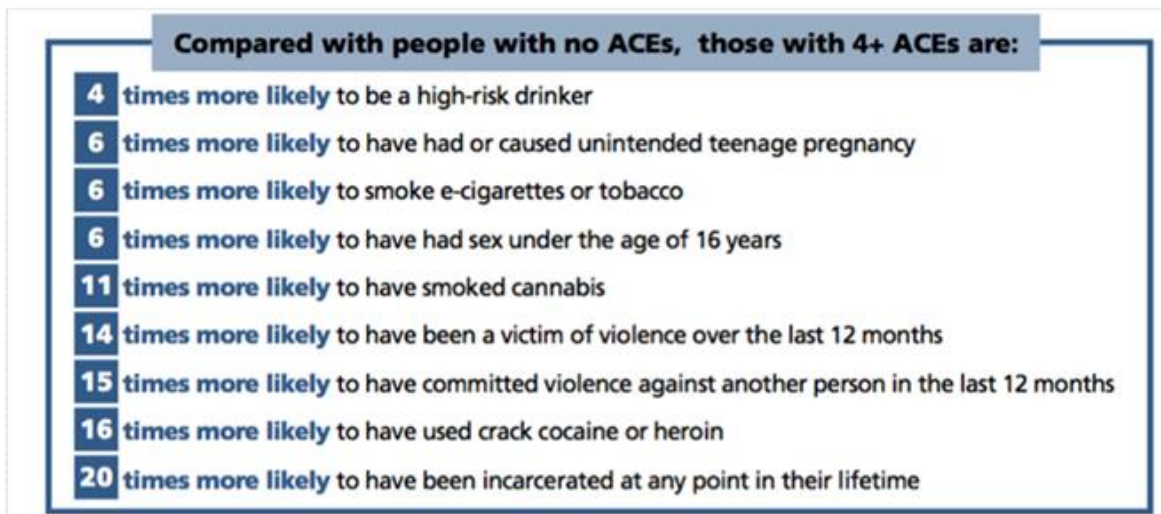 Compared with people with no ACEs, those with 4+ ACEs are:
4 times more likely to be a high-risk drinker
6 times more likely to have had or caused unintended teenage pregnancy
6 times more likely to smoke e-cigarettes or tobacco
6 times more likely to have had sex under the age of 16 years
11 times more likely to have smoked cannabis
14 times more likely to have been a victim of violence over the last 12 months
15 times more likely to have committed violence against another person in the last 12 months
16 times more likely to have used crack cocaine or heroin
20 times more likely to have been incarcerated at any point in their lifetime